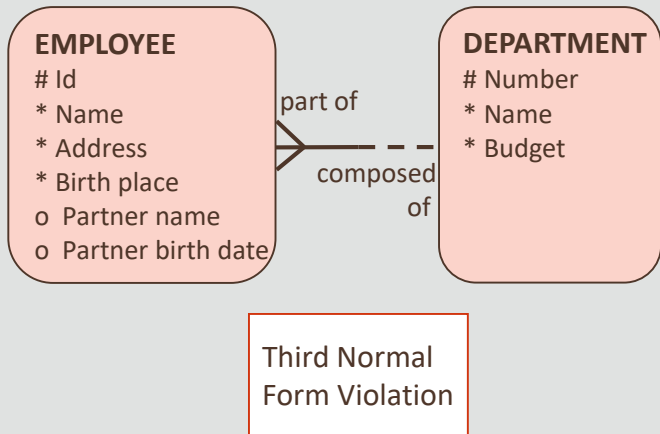 EMPLOYEE
# Id
* Name
* Address
* Birth place
o Partner name
o Partner birth date
part of
composed
of
DEPARTMENT
# Number
* Name
* Budget
Third Normal
Form Violation